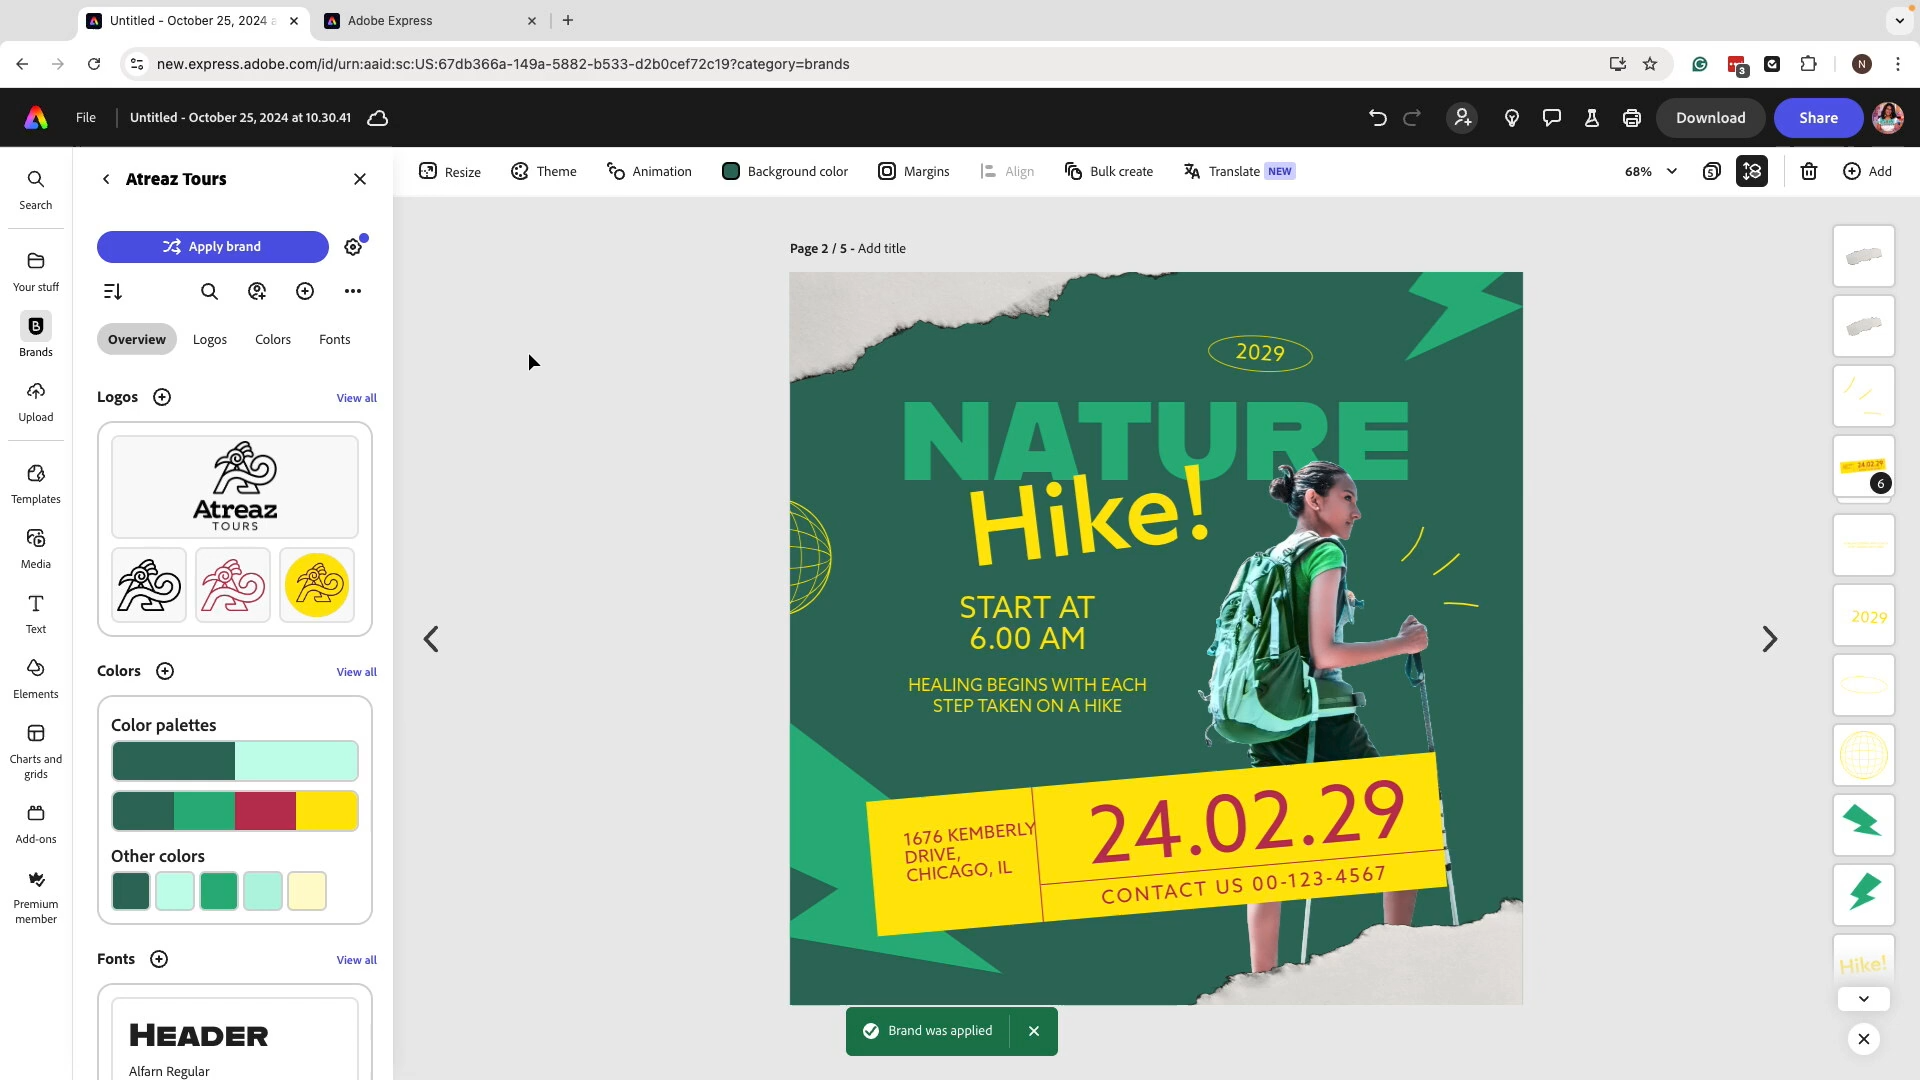 Untitled - October 25, 2024 a
Adobe Express
new.express.adobe.com/id/urn:aaid:sc:US:67db366a-149a-5882-b533-d2b0cef72c19?category=brands
3
N
File
Untitled - October 25, 2024 at 10.30.41
Download
Share
Search
Your stuff
Brands
Upload
Templates
Media
Text
Elements
Charts and
grids
Add-ons
Premium
member
Atreaz Tours
Apply brand
Overview
Logos
Colors
Fonts
Logos
View all
Atreaz
TOURS
Colors
View all
Color palettes
Other colors
Fonts
View all
HEADER
Alfarn Regular
Resize
Theme
Animation
Background color
Margins
Align
Bulk create
Translate NEW
68%
5
Add
Page 2 / 5 - Add title
2029
NATURE
Hike!
START AT
6.00 AM
HEALING BEGINS WITH EACH
STEP TAKEN ON A HIKE
1676 KEMBERLY
DRIVE,
CHICAGO, IL
24.02.29
CONTACT US 00-123-4567
Brand was applied
24.02.29
6
2029
Hike!